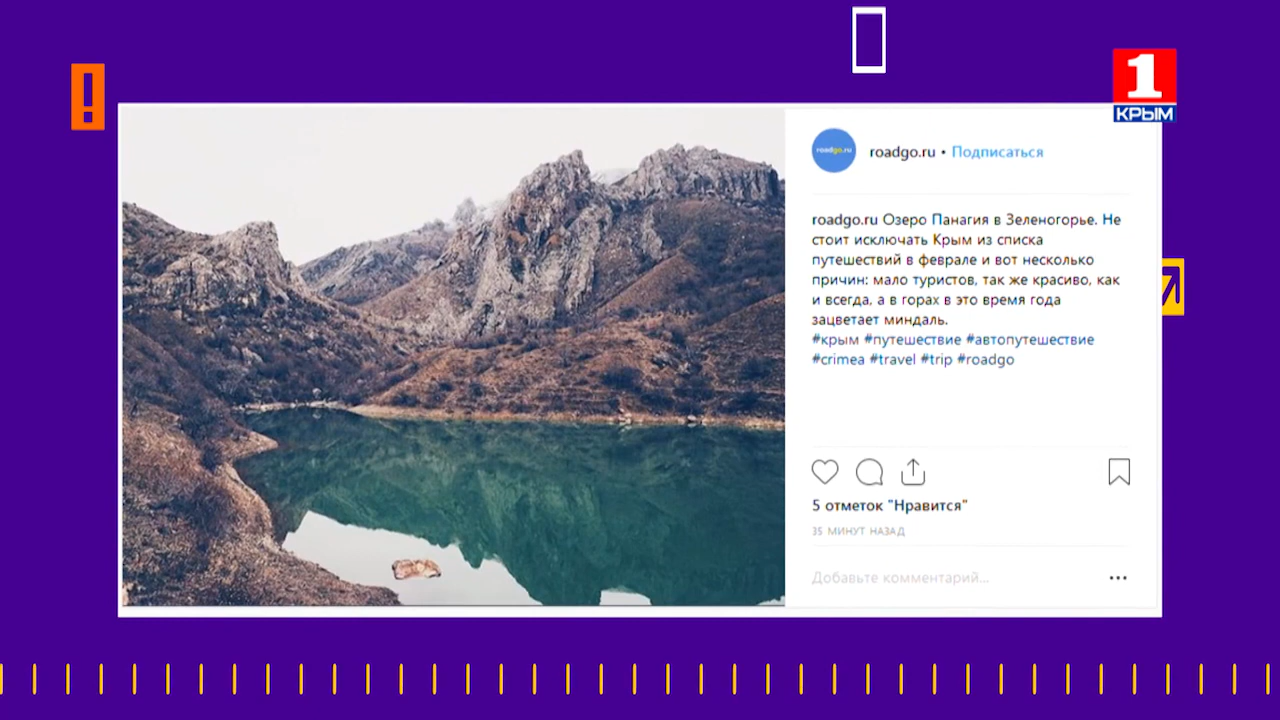 1
КРЫМ
roadgo.ru
roadgo.ru • Подписаться
roadgo.ru Озеро Панагия в Зеленогорье. Не
стоит исключать Крым из списка
путешествий в феврале и вот несколько
причин: мало туристов, так же красиво, как
и всегда, а в горах в это время года
зацветает миндаль.
#крым #путешествие #автопутешествие
#crimea #travel #trip #roadgo
5 отметок "Нравится"
35 МИНУТ НАЗАД
Добавьте комментарий...